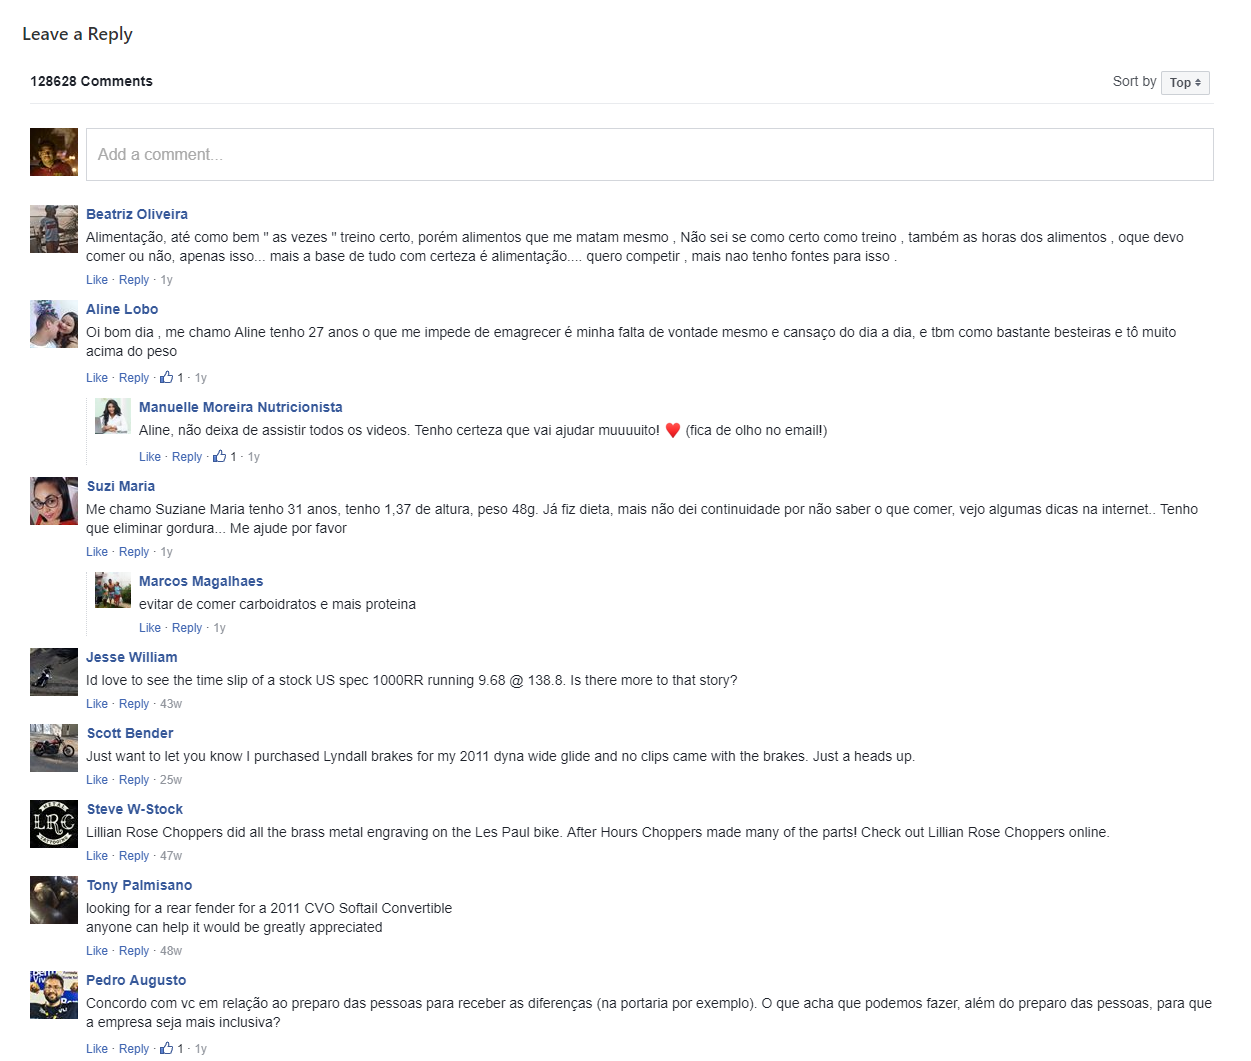 Leave a Reply
128628 Comments
Sort by Top
Add a comment...
Beatriz Oliveira
Alimentação, até como bem " as vezes " treino certo, porém alimentos que me matam mesmo , Não sei se como certo como treino , também as horas dos alimentos , oque devo
comer ou não, apenas isso... mais a base de tudo com certeza é alimentação.... quero competir , mais nao tenho fontes para isso .
Like · Reply · 1y
Aline Lobo
Oi bom dia , me chamo Aline tenho 27 anos o que me impede de emagrecer é minha falta de vontade mesmo e cansaço do dia a dia, e tbm como bastante besteiras e tô muito
acima do peso
Like · Reply · 1 · 1y
Manuelle Moreira Nutricionista
Aline, não deixa de assistir todos os videos. Tenho certeza que vai ajudar muuuuito! ♥ (fica de olho no email!)
Like · Reply · 1 · 1y
Suzi Maria
Me chamo Suziane Maria tenho 31 anos, tenho 1,37 de altura, peso 48g. Já fiz dieta, mais não dei continuidade por não saber o que comer, vejo algumas dicas na internet.. Tenho
que eliminar gordura... Me ajude por favor
Like · Reply · 1y
Marcos Magalhaes
evitar de comer carboidratos e mais proteina
Like · Reply · 1y
Jesse William
Id love to see the time slip of a stock US spec 1000RR running 9.68 @ 138.8. Is there more to that story?
Like · Reply · 43w
Scott Bender
Just want to let you know I purchased Lyndall brakes for my 2011 dyna wide glide and no clips came with the brakes. Just a heads up.
Like · Reply · 25w
LRC
Steve W-Stock
Lillian Rose Choppers did all the brass metal engraving on the Les Paul bike. After Hours Choppers made many of the parts! Check out Lillian Rose Choppers online.
Like · Reply · 47w
Tony Palmisano
looking for a rear fender for a 2011 CVO Softail Convertible
anyone can help it would be greatly appreciated
Like · Reply · 48w
Pedro Augusto
Concordo com vc em relação ao preparo das pessoas para receber as diferenças (na portaria por exemplo). O que acha que podemos fazer, além do preparo das pessoas, para que
a empresa seja mais inclusiva?
Like · Reply · 1 · 1y